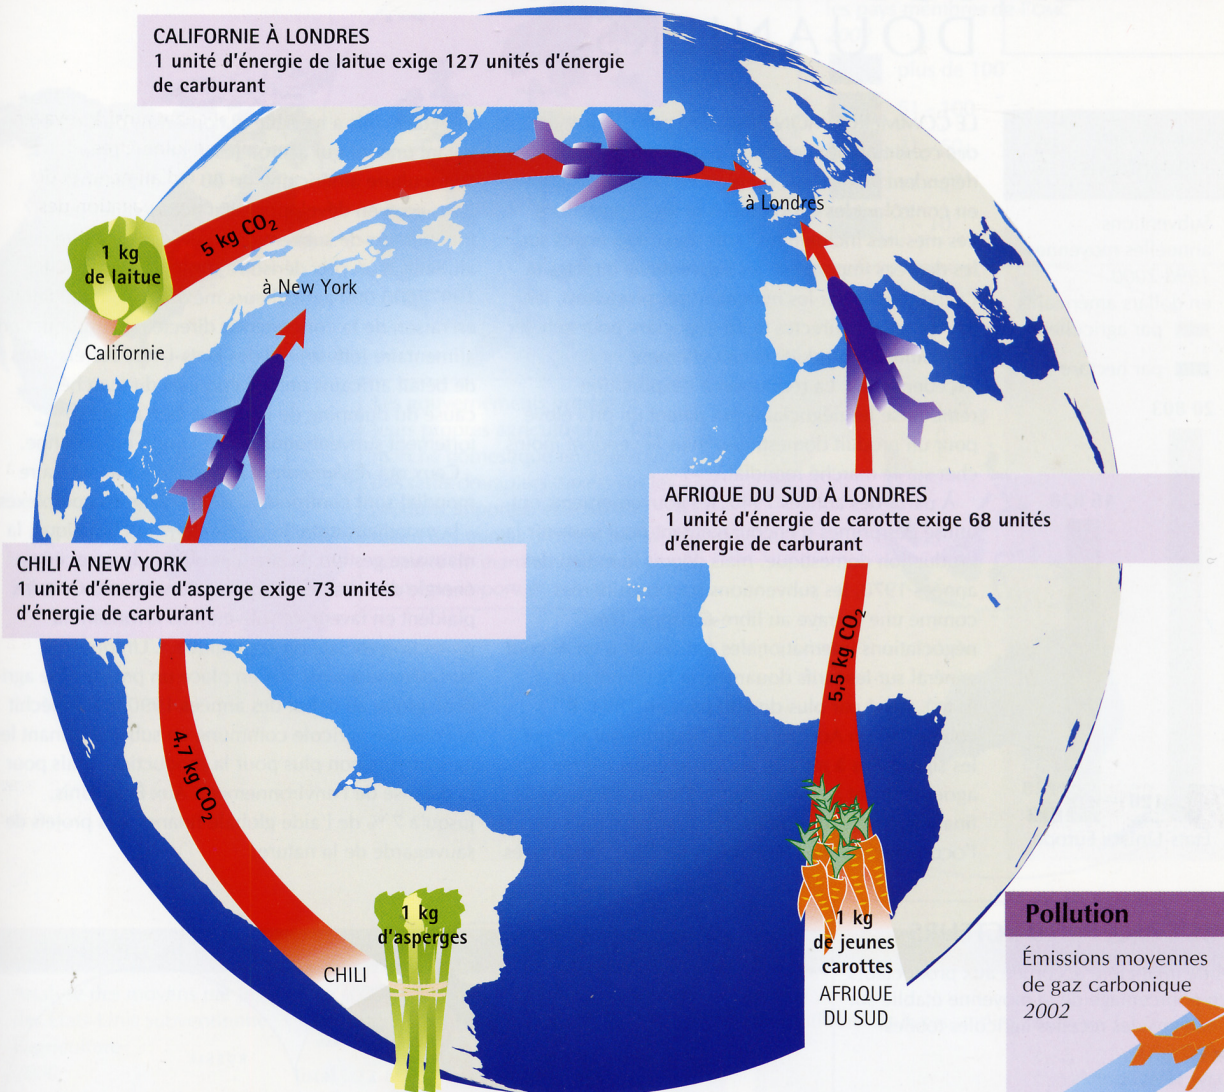 CALIFORNIE À LONDRES
1 unité d'énergie de laitue exige 127 unités d'énergie
de carburant
à Londres
5 kg CO₂
1 kg
de laitue
à New York
Californie
AFRIQUE DU SUD À LONDRES
1 unité d'énergie de carotte exige 68 unités
d'énergie de carburant
CHILI À NEW YORK
1 unité d'énergie d'asperge exige 73 unités
d'énergie de carburant
5,5 kg CO₂
4,7 kg CO₂
1 kg
d'asperges
CHILI
1 kg
de jeunes
carottes
AFRIQUE
DU SUD
Pollution
Émissions moyennes
de gaz carbonique
2002